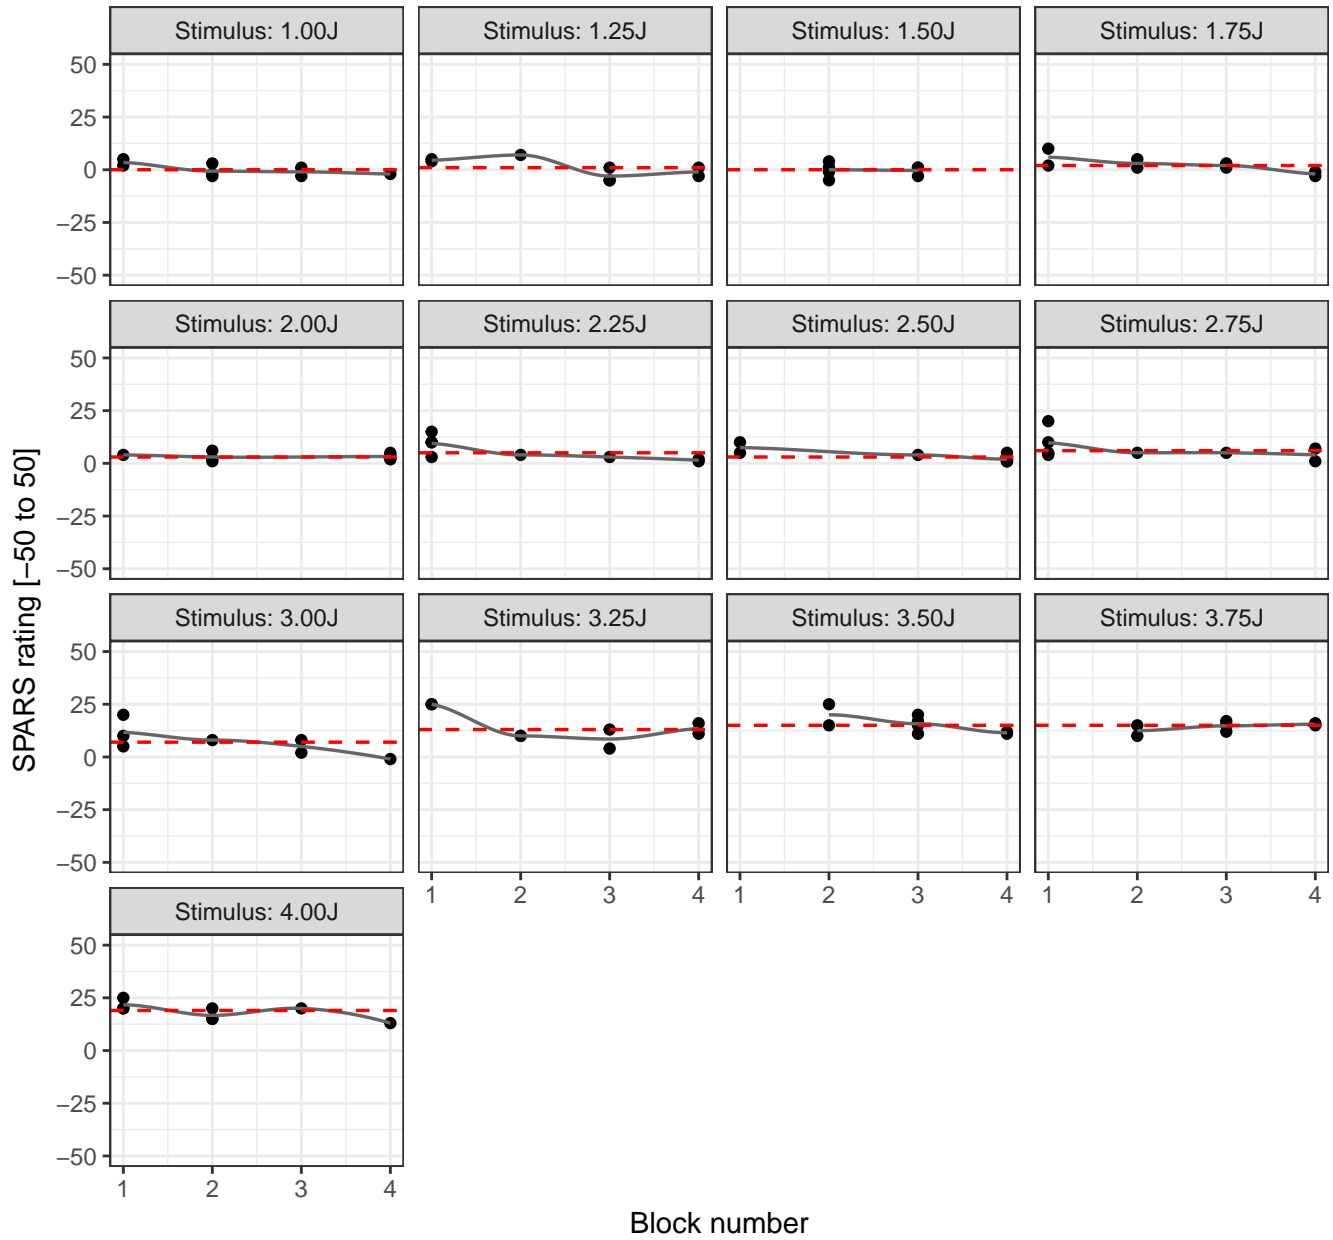 Stimulus: 1.00J
Stimulus: 1.25J
Stimulus: 1.50J
Stimulus: 1.75J
50
25
0
−25
−50
Stimulus: 2.00J
Stimulus: 2.25J
Stimulus: 2.50J
Stimulus: 2.75J
50
25
0
−25
−50
SPARS rating [−50 to 50]
Stimulus: 3.00J
Stimulus: 3.25J
Stimulus: 3.50J
Stimulus: 3.75J
50
25
0
−25
−50
1 2 3 4
1 2 3 4
1 2 3 4
Stimulus: 4.00J
50
25
0
−25
−50
1 2 3 4
Block number